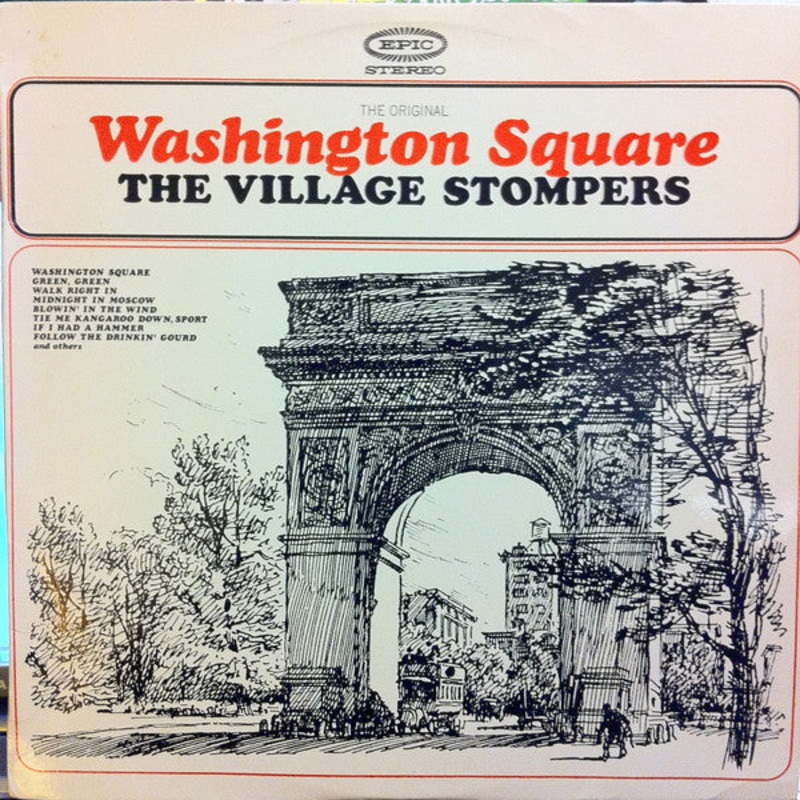 EPIC
STEREO
THE ORIGINAL
Washington Square
THE VILLAGE STOMPERS
WASHINGTON SQUARE
GREEN, GREEN
WALK RIGHT IN
MIDNIGHT IN MOSCOW
BLOWIN' IN THE WIND
TIE ME KANGAROO DOWN, SPORT
IF I HAD A HAMMER
FOLLOW THE DRINKIN' GOURD
and others